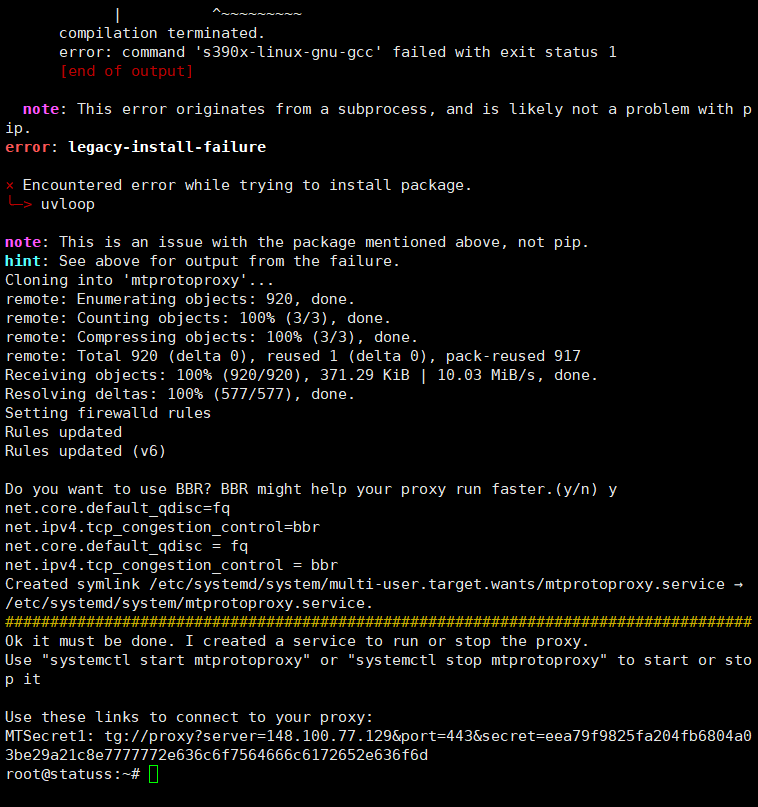 |          ^~~~~~~~~~
compilation terminated.
error: command 's390x-linux-gnu-gcc' failed with exit status 1
[end of output]
note: This error originates from a subprocess, and is likely not a problem with p
ip.
error: legacy-install-failure
× Encountered error while trying to install package.
╰─> uvloop
note: This is an issue with the package mentioned above, not pip.
hint: See above for output from the failure.
Cloning into 'mtprotoproxy'...
remote: Enumerating objects: 920, done.
remote: Counting objects: 100% (3/3), done.
remote: Compressing objects: 100% (3/3), done.
remote: Total 920 (delta 0), reused 1 (delta 0), pack-reused 917
Receiving objects: 100% (920/920), 371.29 KiB | 10.03 MiB/s, done.
Resolving deltas: 100% (577/577), done.
Setting firewalld rules
Rules updated
Rules updated (v6)
Do you want to use BBR? BBR might help your proxy run faster.(y/n) y
net.core.default_qdisc=fq
net.ipv4.tcp_congestion_control=bbr
net.core.default_qdisc = fq
net.ipv4.tcp_congestion_control = bbr
Created symlink /etc/systemd/system/multi-user.target.wants/mtprotoproxy.service →
/etc/systemd/system/mtprotoproxy.service.
###################################################################################
Ok it must be done. I created a service to run or stop the proxy.
Use "systemctl start mtprotoproxy" or "systemctl stop mtprotoproxy" to start or sto
p it
Use these links to connect to your proxy:
MTSecret1: tg://proxy?server=148.100.77.129&port=443&secret=eea79f9825fa204fb6804a0
3be29a21c8e7777772e636c6f7564666c6172652e636f6d
root@statuss:~#